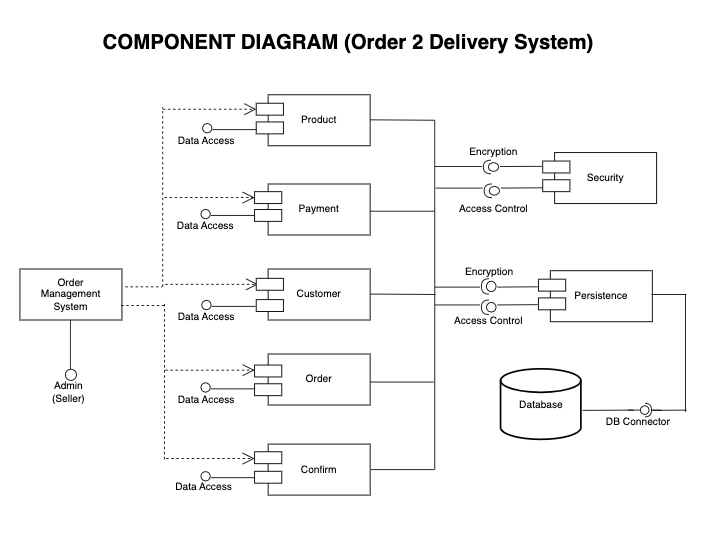 COMPONENT DIAGRAM (Order 2 Delivery System)
Product
Data Access
Encryption
Security
Access Control
Payment
Data Access
Order
Management
System
Customer
Data Access
Encryption
Persistence
Access Control
Admin
(Seller)
Order
Data Access
Database
DB Connector
Confirm
Data Access